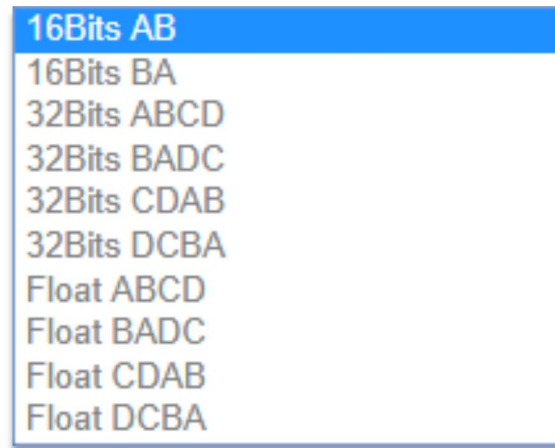 16Bits AB
16Bits BA
32Bits ABCD
32Bits BADC
32Bits CDAB
32Bits DCBA
Float ABCD
Float BADC
Float CDAB
Float DCBA